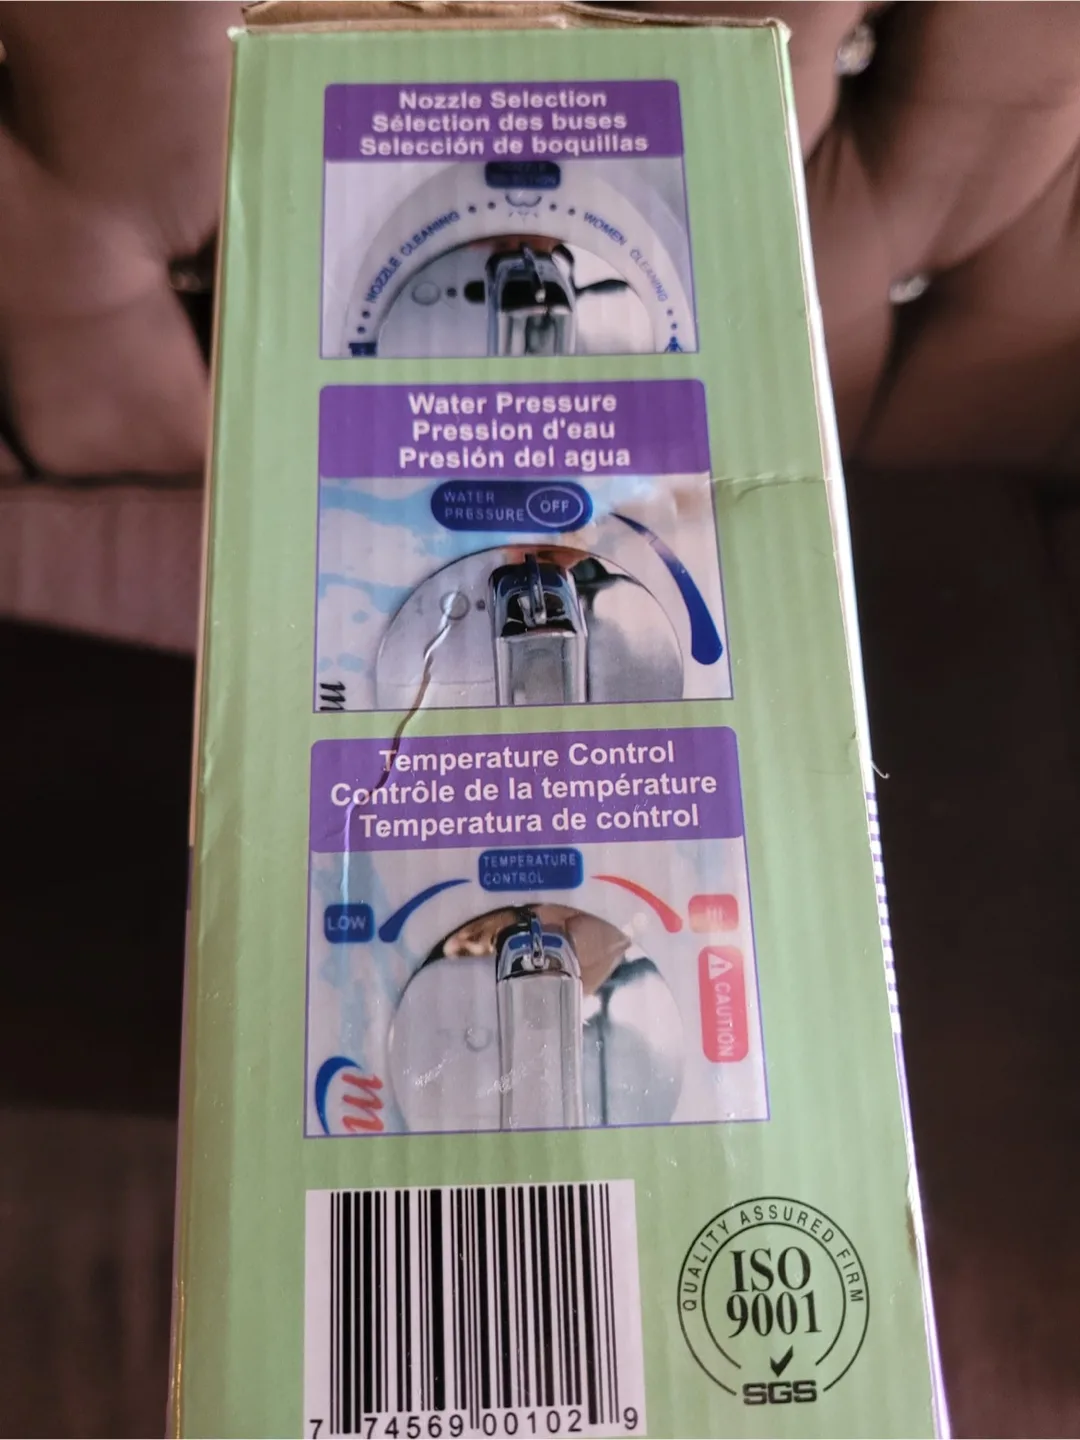 Nozzle Selection
Sélection des buses
Selección de boquillas
NOZZLE CLEANING
WOMEN CLEANING
Water Pressure
Pression d'eau
Presión del agua
WATER
PRESSURE OFF
m
Temperature Control
Contrôle de la température
Temperatura de control
TEMPERATURE
CONTROL
LOW
CAUTION
m
7 74569 00102 9
QUALITY ASSURED FIRM
ISO
9001
SGS